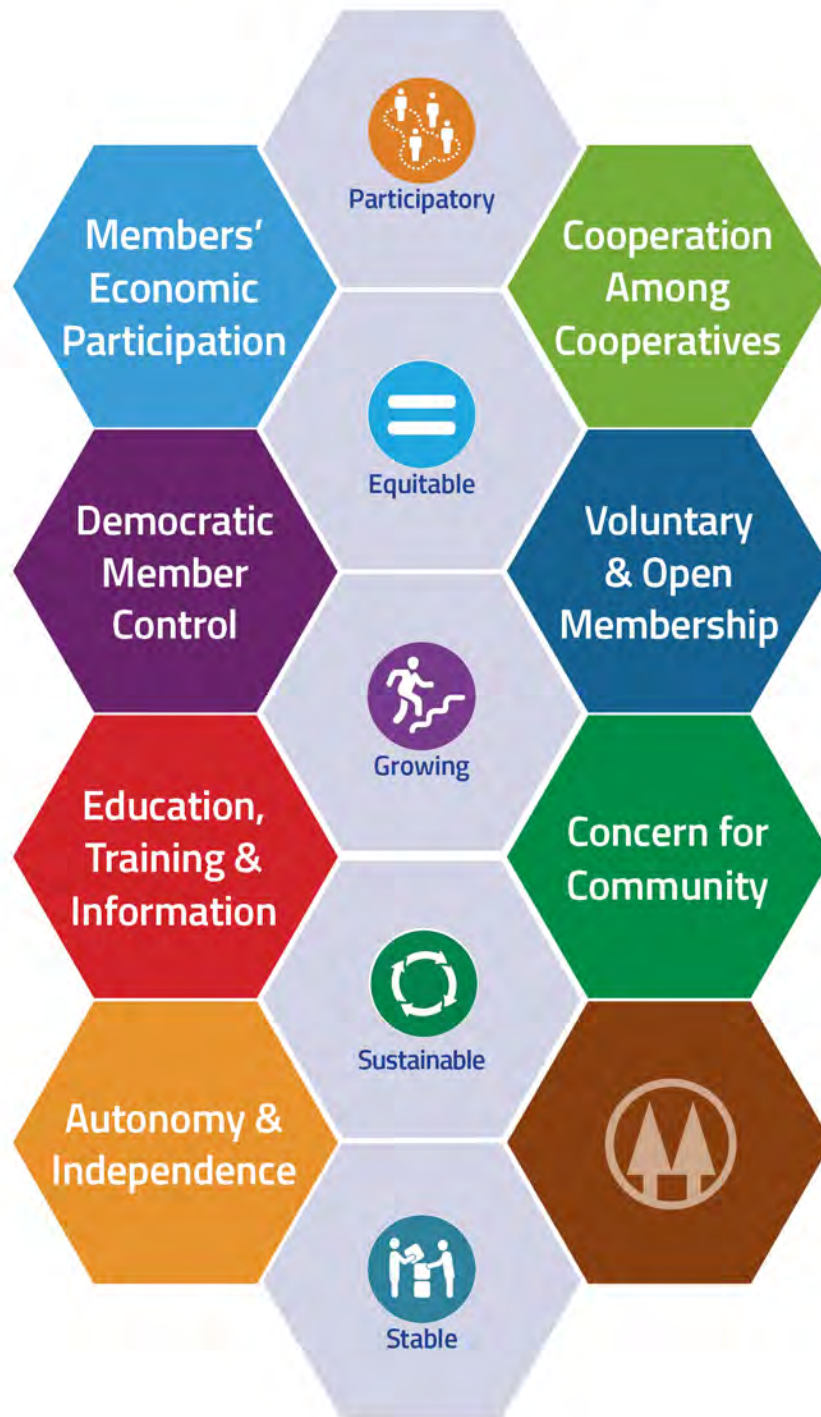 Participatory
Members’
Economic
Participation
Cooperation
Among
Cooperatives
Equitable
Democratic
Member
Control
Voluntary
& Open
Membership
Growing
Education,
Training &
Information
Concern for
Community
Sustainable
Autonomy &
Independence
Stable